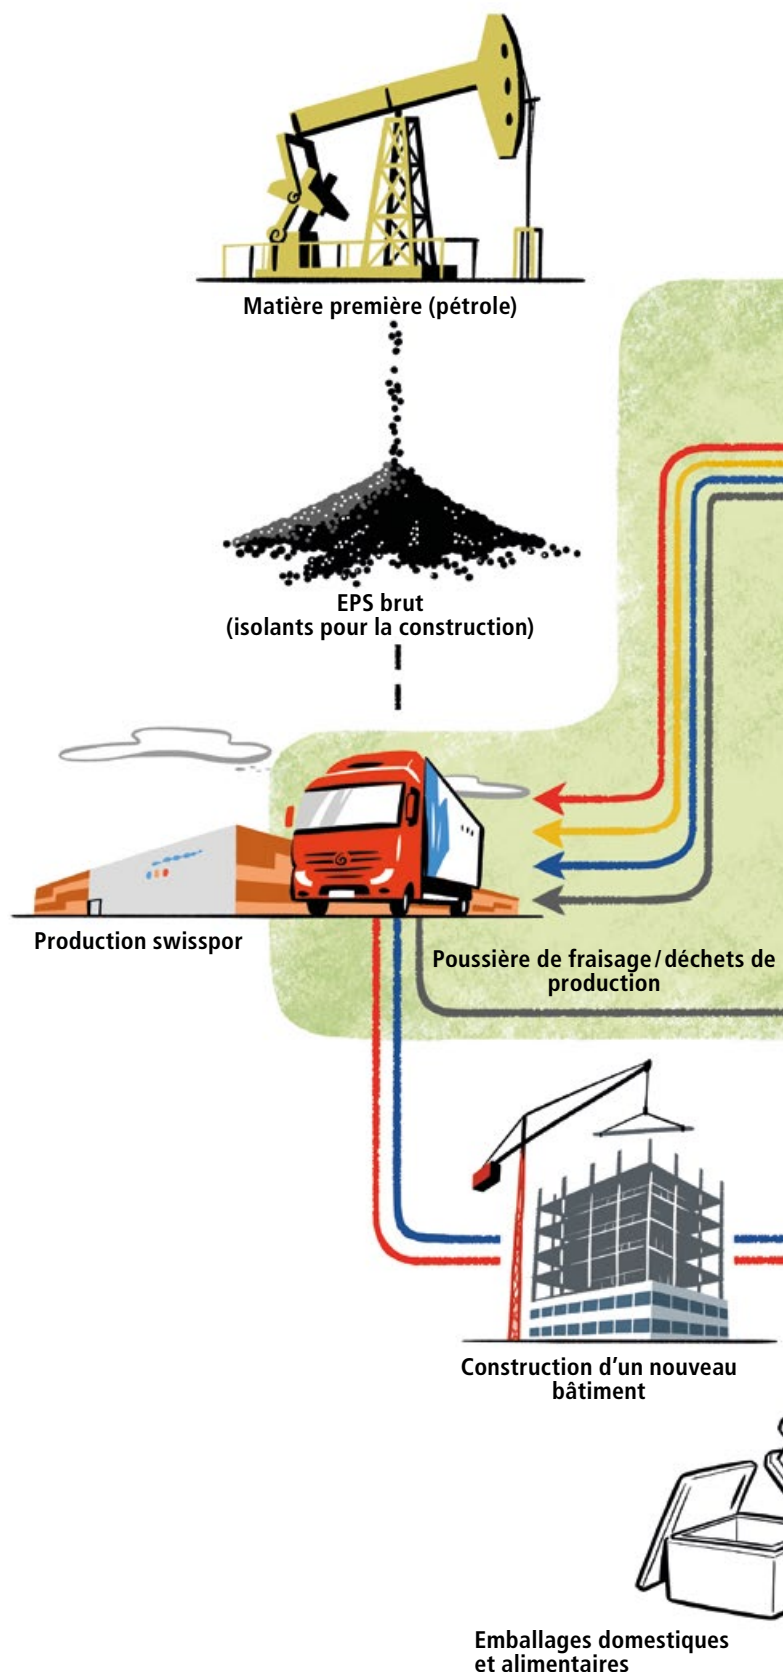 Matière première (pétrole)
EPS brut
(isolants pour la construction)
Production swisspor
Poussière de fraisage/déchets de
production
Construction d’un nouveau
bâtiment
Emballages domestiques
et alimentaires